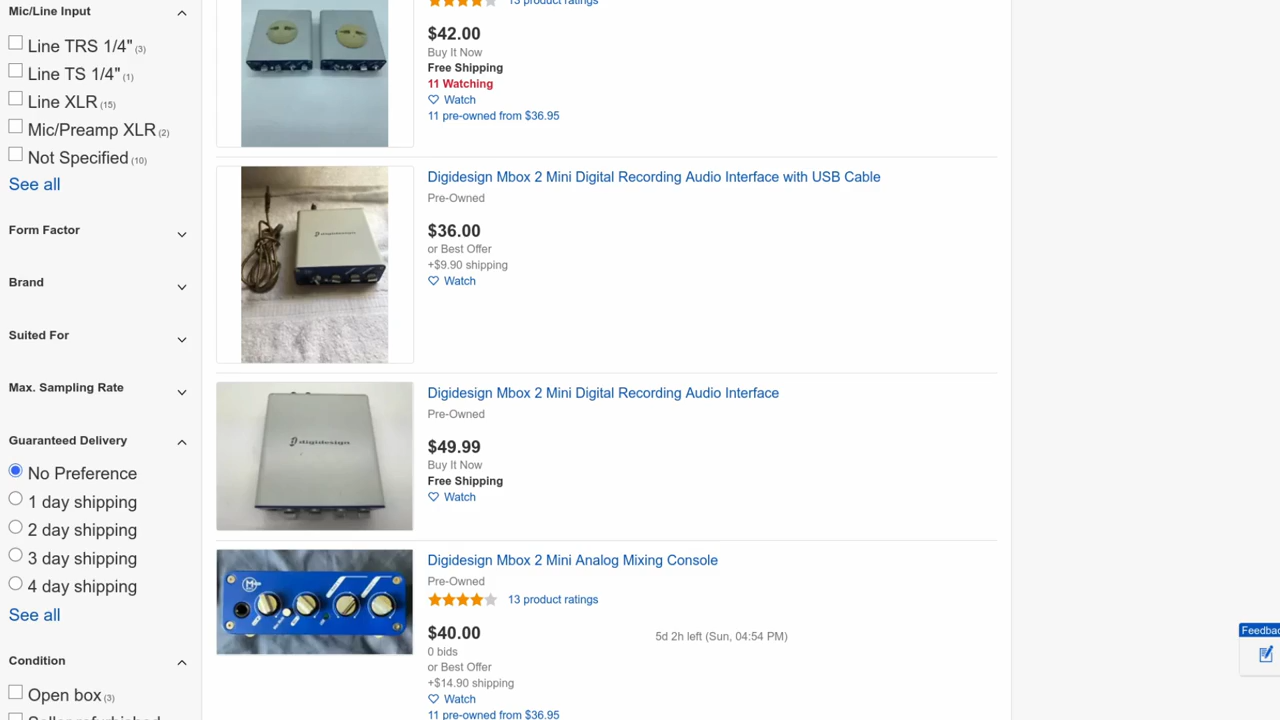 Mic/Line Input
Line TRS 1/4" (3)
Line TS 1/4" (1)
Line XLR (15)
Mic/Preamp XLR (2)
Not Specified (10)
See all
Form Factor
Brand
Suited For
Max. Sampling Rate
Guaranteed Delivery
No Preference
1 day shipping
2 day shipping
3 day shipping
4 day shipping
See all
Condition
Open box (3)
13 product ratings
$42.00
Buy It Now
Free Shipping
11 Watching
Watch
11 pre-owned from $36.95
digidesign
Digidesign Mbox 2 Mini Digital Recording Audio Interface with USB Cable
Pre-Owned
$36.00
or Best Offer
+$9.90 shipping
Watch
digidesign
Digidesign Mbox 2 Mini Digital Recording Audio Interface
Pre-Owned
$49.99
Buy It Now
Free Shipping
Watch
Digidesign Mbox 2 Mini Analog Mixing Console
Pre-Owned
13 product ratings
$40.00
5d 2h left (Sun, 04:54 PM)
0 bids
or Best Offer
+$14.90 shipping
Watch
11 pre-owned from $36.95
Feedbac